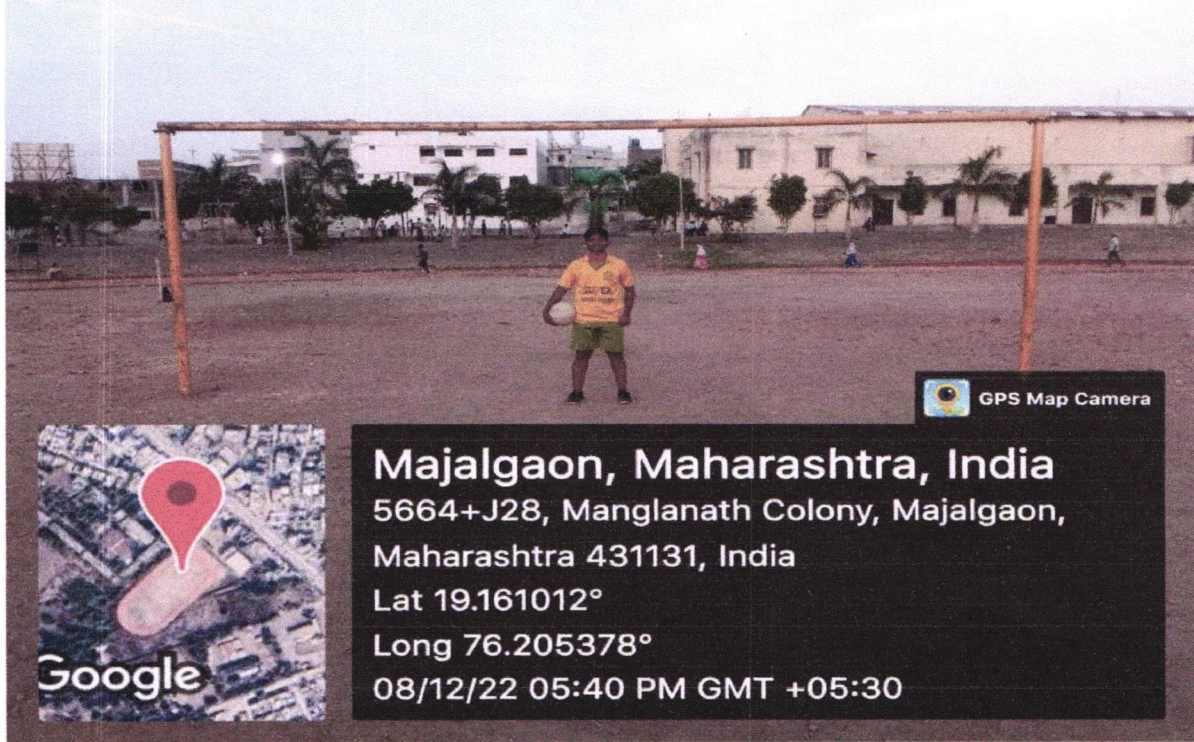 GPS Map Camera
Majalgaon, Maharashtra, India
5664+J28, Manglanath Colony, Majalgaon,
Maharashtra 431131, India
Lat 19.161012°
Long 76.205378°
08/12/22 05:40 PM GMT +05:30
Google